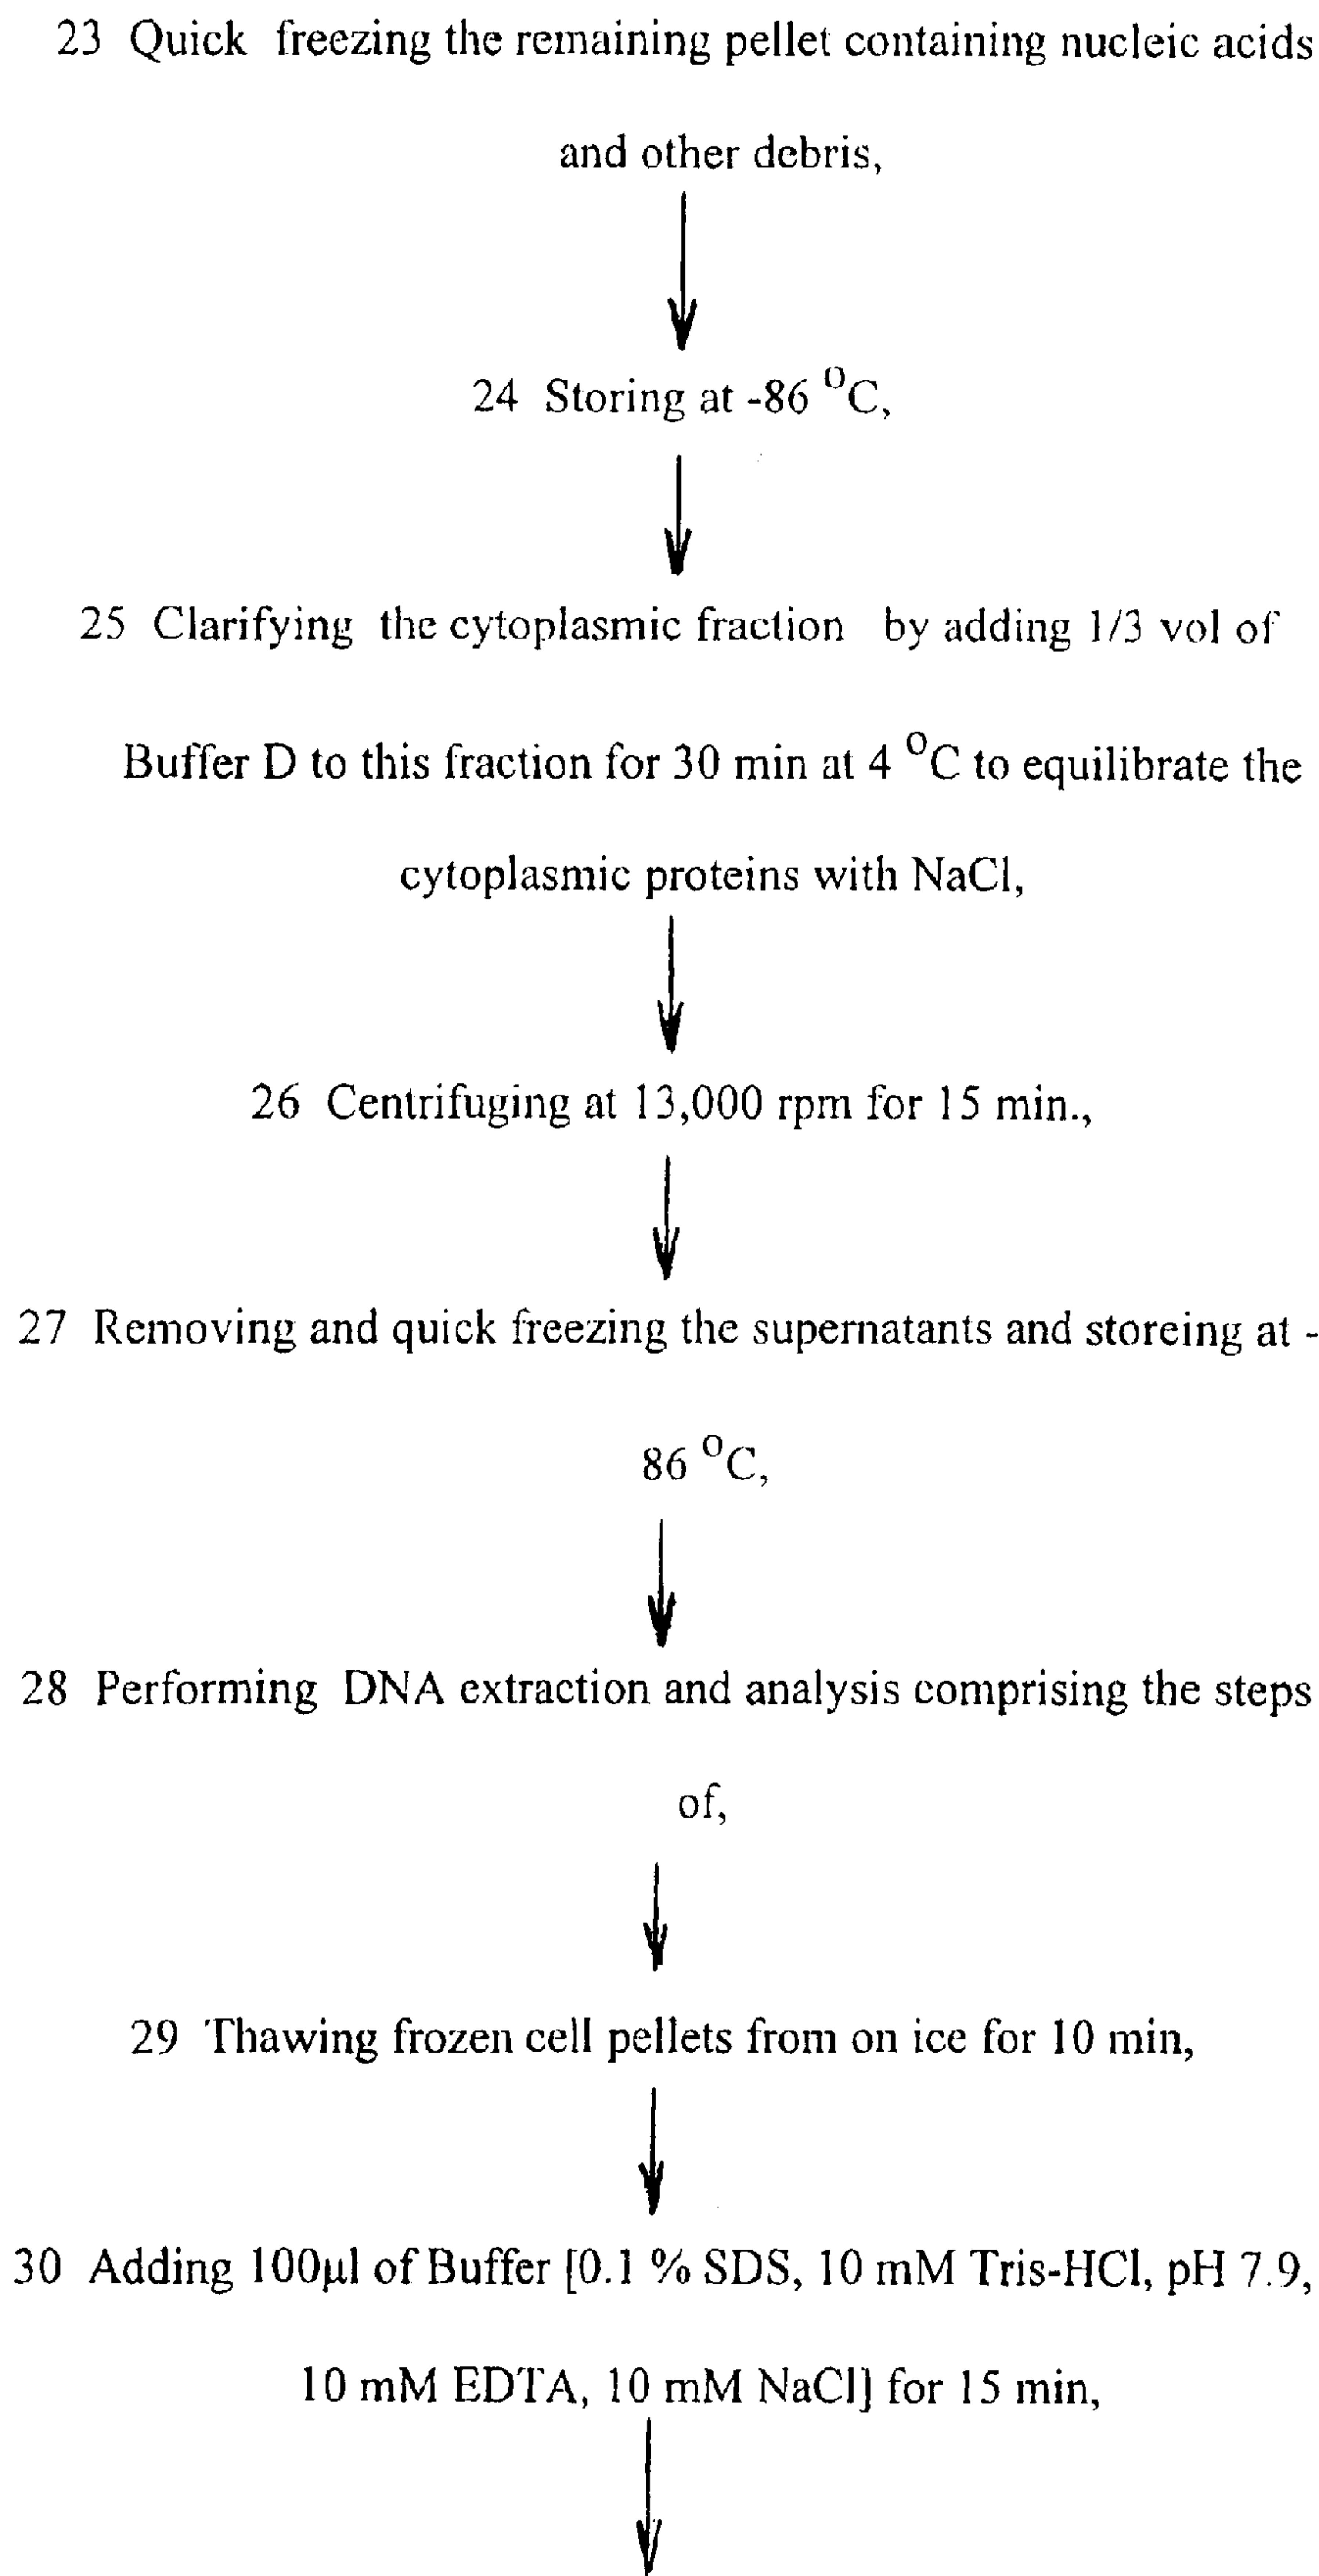 23 Quick freezing the remaining pellet containing nucleic acids
and other debris,
24 Storing at -86 °C,
25 Clarifying the cytoplasmic fraction by adding 1/3 vol of
Buffer D to this fraction for 30 min at 4 °C to equilibrate the
cytoplasmic proteins with NaCl,
26 Centrifuging at 13,000 rpm for 15 min.,
27 Removing and quick freezing the supernatants and storeing at -
86 °C,
28 Performing DNA extraction and analysis comprising the steps
of,
29 Thawing frozen cell pellets from on ice for 10 min,
30 Adding 100µl of Buffer [0.1 % SDS, 10 mM Tris-HCl, pH 7.9,
10 mM EDTA, 10 mM NaCl] for 15 min,